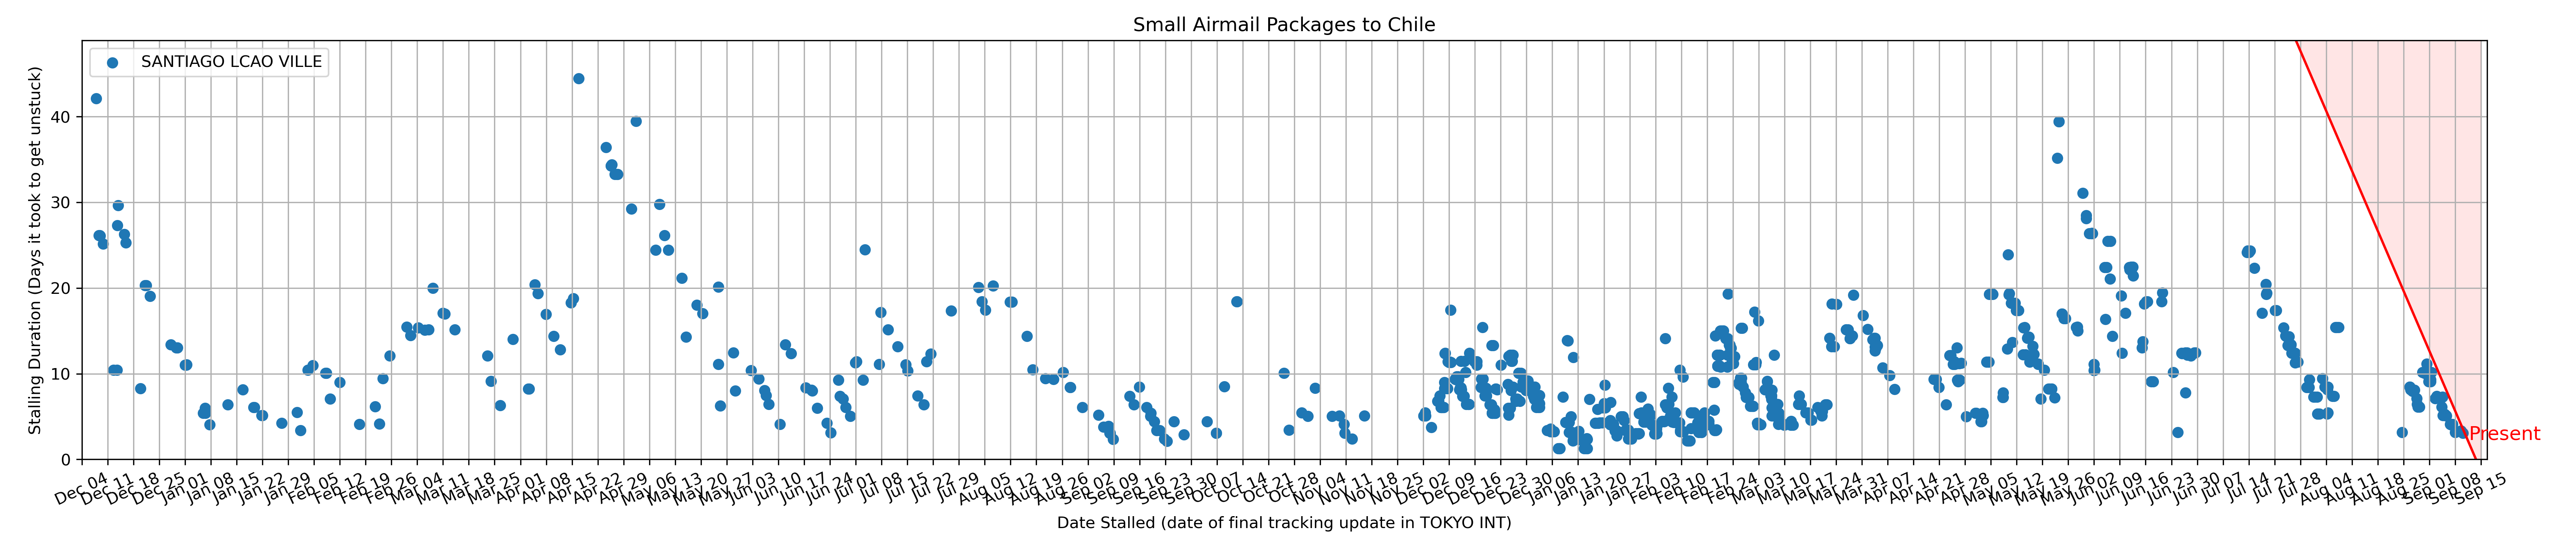 Small Airmail Packages to Chile
SANTIAGO LCAO VILLE
Stalling Duration (Days it took to get unstuck)
40
30
20
10
0
Present
Dec 04
Dec 11
Dec 18
Dec 25
Jan 01
Jan 08
Jan 15
Jan 22
Jan 29
Feb 05
Feb 12
Feb 19
Feb 26
Mar 04
Mar 11
Mar 18
Mar 25
Apr 01
Apr 08
Apr 15
Apr 22
Apr 29
May 06
May 13
May 20
May 27
Jun 03
Jun 10
Jun 17
Jun 24
Jul 01
Jul 08
Jul 15
Jul 22
Jul 29
Aug 05
Aug 12
Aug 19
Aug 26
Sep 02
Sep 09
Sep 16
Sep 23
Sep 30
Oct 07
Oct 14
Oct 21
Oct 28
Nov 04
Nov 11
Nov 18
Nov 25
Dec 02
Dec 09
Dec 16
Dec 23
Dec 30
Jan 06
Jan 13
Jan 20
Jan 27
Feb 03
Feb 10
Feb 17
Feb 24
Mar 03
Mar 10
Mar 17
Mar 24
Mar 31
Apr 07
Apr 14
Apr 21
Apr 28
May 05
May 12
May 19
May 26
Jun 02
Jun 09
Jun 16
Jun 23
Jun 30
Jul 07
Jul 14
Jul 21
Jul 28
Aug 04
Aug 11
Aug 18
Aug 25
Sep 01
Sep 08
Sep 15
Date Stalled (date of final tracking update in TOKYO INT)